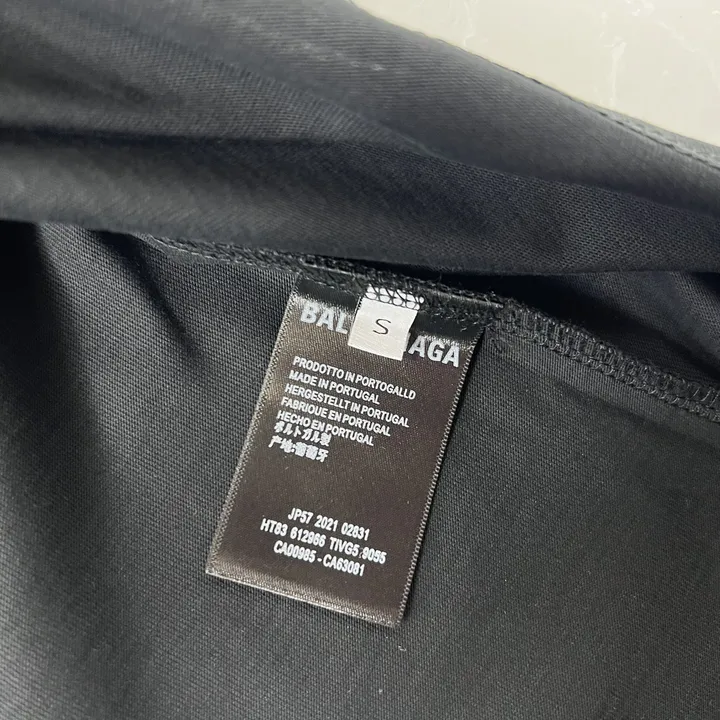 BAL AGA
S
PRODOTTO IN PORTOGALLO
MADE IN PORTUGAL
HERGESTELLT IN PORTUGAL
FABRIQUE EN PORTUGAL
HECHO EN PORTUGAL
ポルトガル製
产地:葡萄牙
JP57 2021 02831
HT83 612966 TIVG5 9055
CA00985 - CA63081